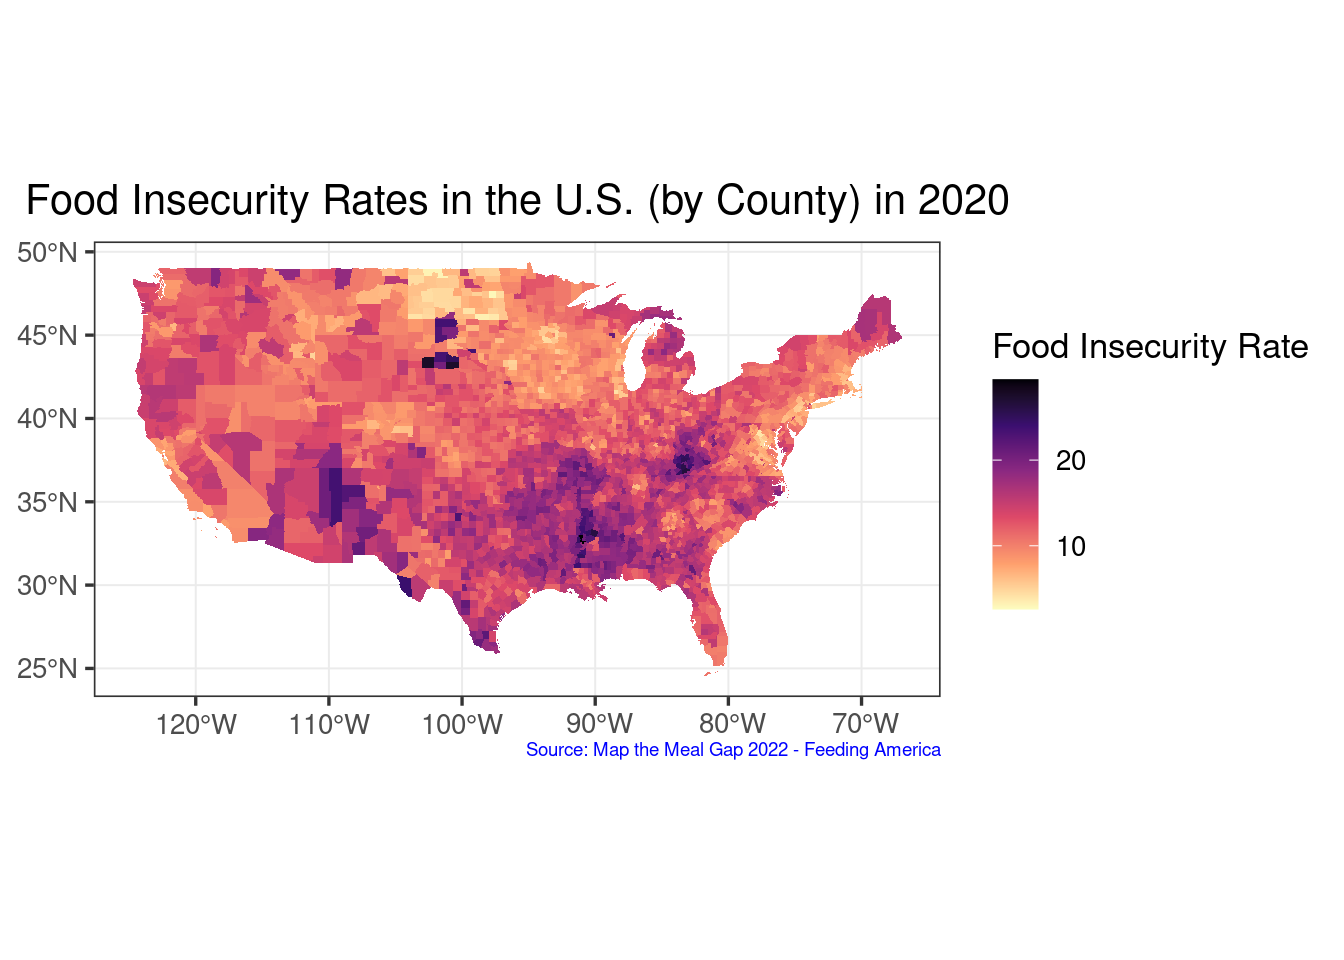 Food Insecurity Rates in the U.S. (by County) in 2020
50°N
45°N
40°N
35°N
30°N
25°N
120°W 110°W 100°W 90°W 80°W 70°W
Source: Map the Meal Gap 2022 - Feeding America
Food Insecurity Rate
20
10